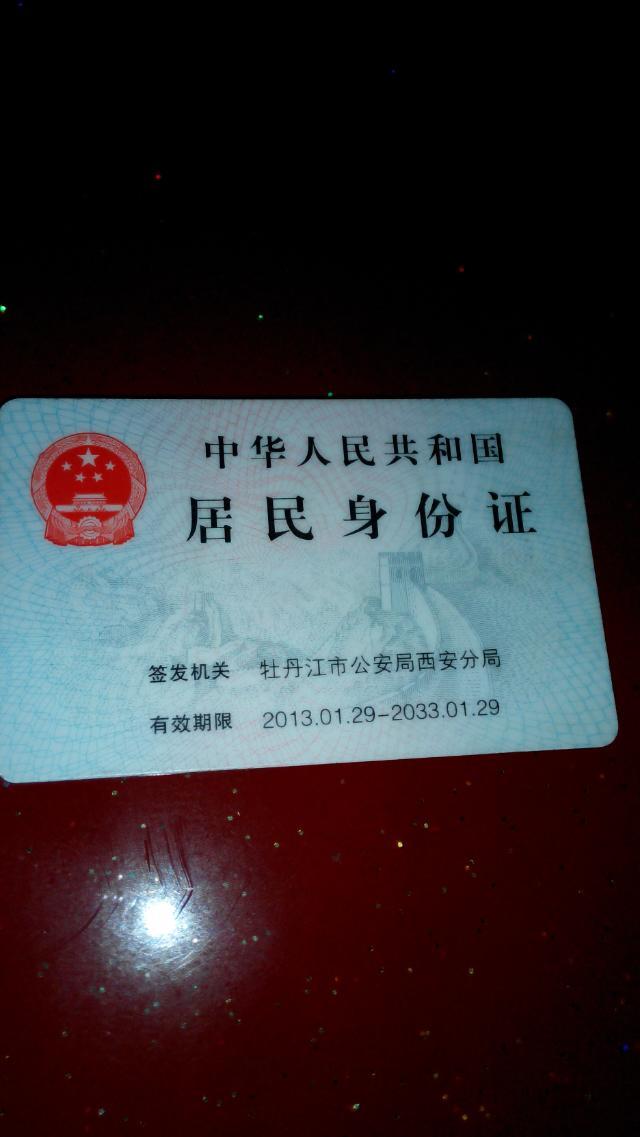 中华人民共和国
居民身份证
签发机关 牡丹江市公安局西安分局
有效期限 2013.01.29-2033.01.29